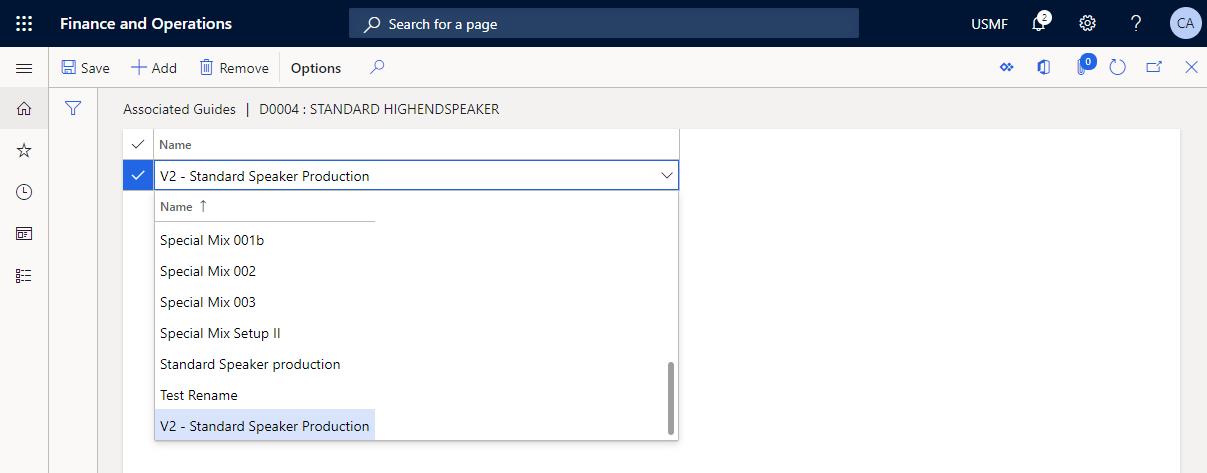 Finance and Operations
Search for a page
USMF
2
?
CA
Save
Add
Remove
Options
0
Associated Guides | D0004 : STANDARD HIGHENDSPEAKER
Name
V2 - Standard Speaker Production
Name ↑
Special Mix 001b
Special Mix 002
Special Mix 003
Special Mix Setup II
Standard Speaker production
Test Rename
V2 - Standard Speaker Production